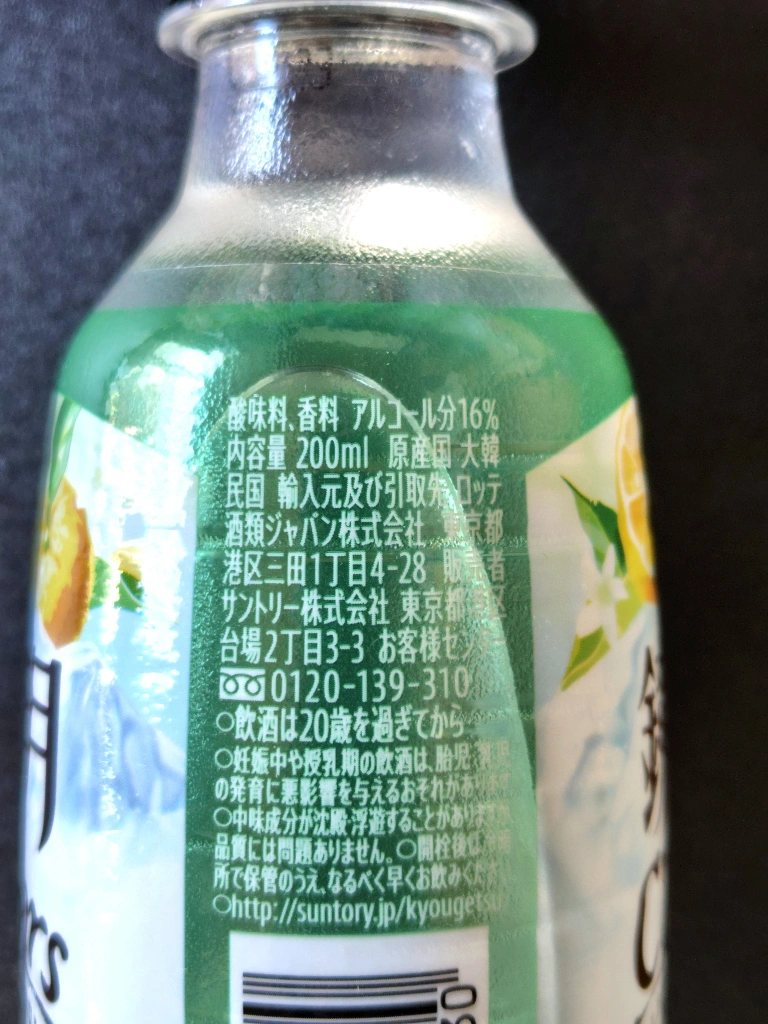 酸味料、香料 アルコール分16%
内容量 200ml 原産国 大韓
民国 輸入元及び引取先 ロッテ
酒類ジャパン株式会社 東京都
港区三田1丁目4-28 販売者
サントリー株式会社 東京都港区
台場2丁目3-3 お客様センター
0120-139-310
○飲酒は20歳を過ぎてから
○妊娠中や授乳期の飲酒は、胎児・乳児
の発育に悪影響を与えるおそれがあります
○中味成分が沈殿・浮遊することがありますが
品質には問題ありません。○開栓後は
所で保管のうえ、なるべく早くお飲みください
○http://suntory.jp/kyougetsu
月
rs
鏡
C